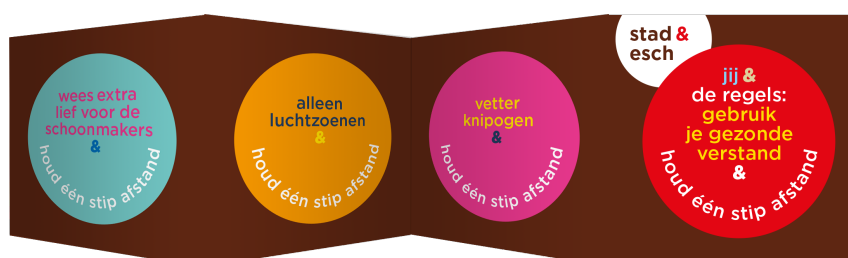 wees extra
lief voor de
schoonmakers
&
houd één stip afstand
alleen
luchtzoenen
&
houd één stip afstand
vetter
knipogen
&
houd één stip afstand
stad &
esch
jij &
de regels:
gebruik
je gezonde
verstand
&
houd één stip afstand